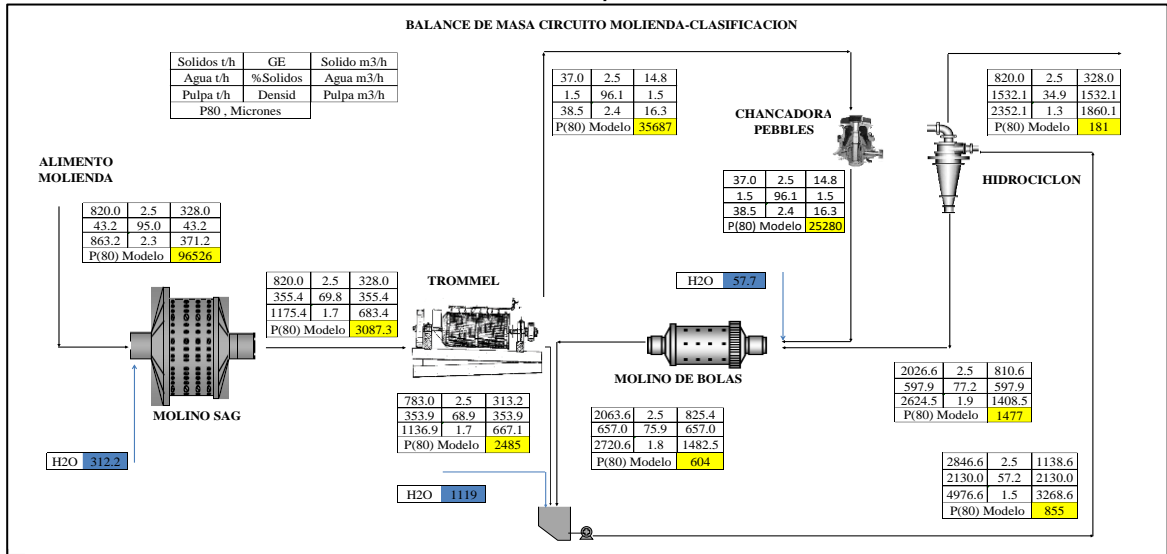 BALANCE DE MASA CIRCUITO MOLIENDA-CLASIFICACION
Solidos t/h GE Solido m3/h
Agua t/h %Solidos Agua m3/h
Pulpa t/h Densid Pulpa m3/h
P80 , Micrones
37.0 2.5 14.8
1.5 96.1 1.5
38.5 2.4 16.3
P(80) Modelo 35687
CHANCADORA
PEBBLES
820.0 2.5 328.0
1532.1 34.9 1532.1
2352.1 1.3 1860.1
P(80) Modelo 181
HIDROCICLON
ALIMENTO
MOLIENDA
820.0 2.5 328.0
43.2 95.0 43.2
863.2 2.3 371.2
P(80) Modelo 96526
37.0 2.5 14.8
1.5 96.1 1.5
38.5 2.4 16.3
P(80) Modelo 25280
820.0 2.5 328.0
355.4 69.8 355.4
1175.4 1.7 683.4
P(80) Modelo 3087.3
TROMMEL
H2O 57.7
MOLINO SAG
MOLINO DE BOLAS
2026.6 2.5 810.6
597.9 77.2 597.9
2624.5 1.9 1408.5
P(80) Modelo 1477
783.0 2.5 313.2
353.9 68.9 353.9
1136.9 1.7 667.1
P(80) Modelo 2485
2063.6 2.5 825.4
657.0 75.9 657.0
2720.6 1.8 1482.5
P(80) Modelo 604
H2O 312.2
H2O 1119
2846.6 2.5 1138.6
2130.0 57.2 2130.0
4976.6 1.5 3268.6
P(80) Modelo 855